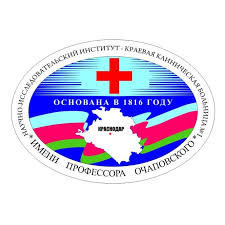 НАУЧНО-ИССЛЕДОВАТЕЛЬСКИЙ ИНСТИТУТ - КРАЕВАЯ КЛИНИЧЕСКАЯ БОЛЬНИЦА №1
ОСНОВАНА В 1816 ГОДУ
КРАСНОДАР
* ИМЕНИ ПРОФЕССОРА ОЧАПОВСКОГО *